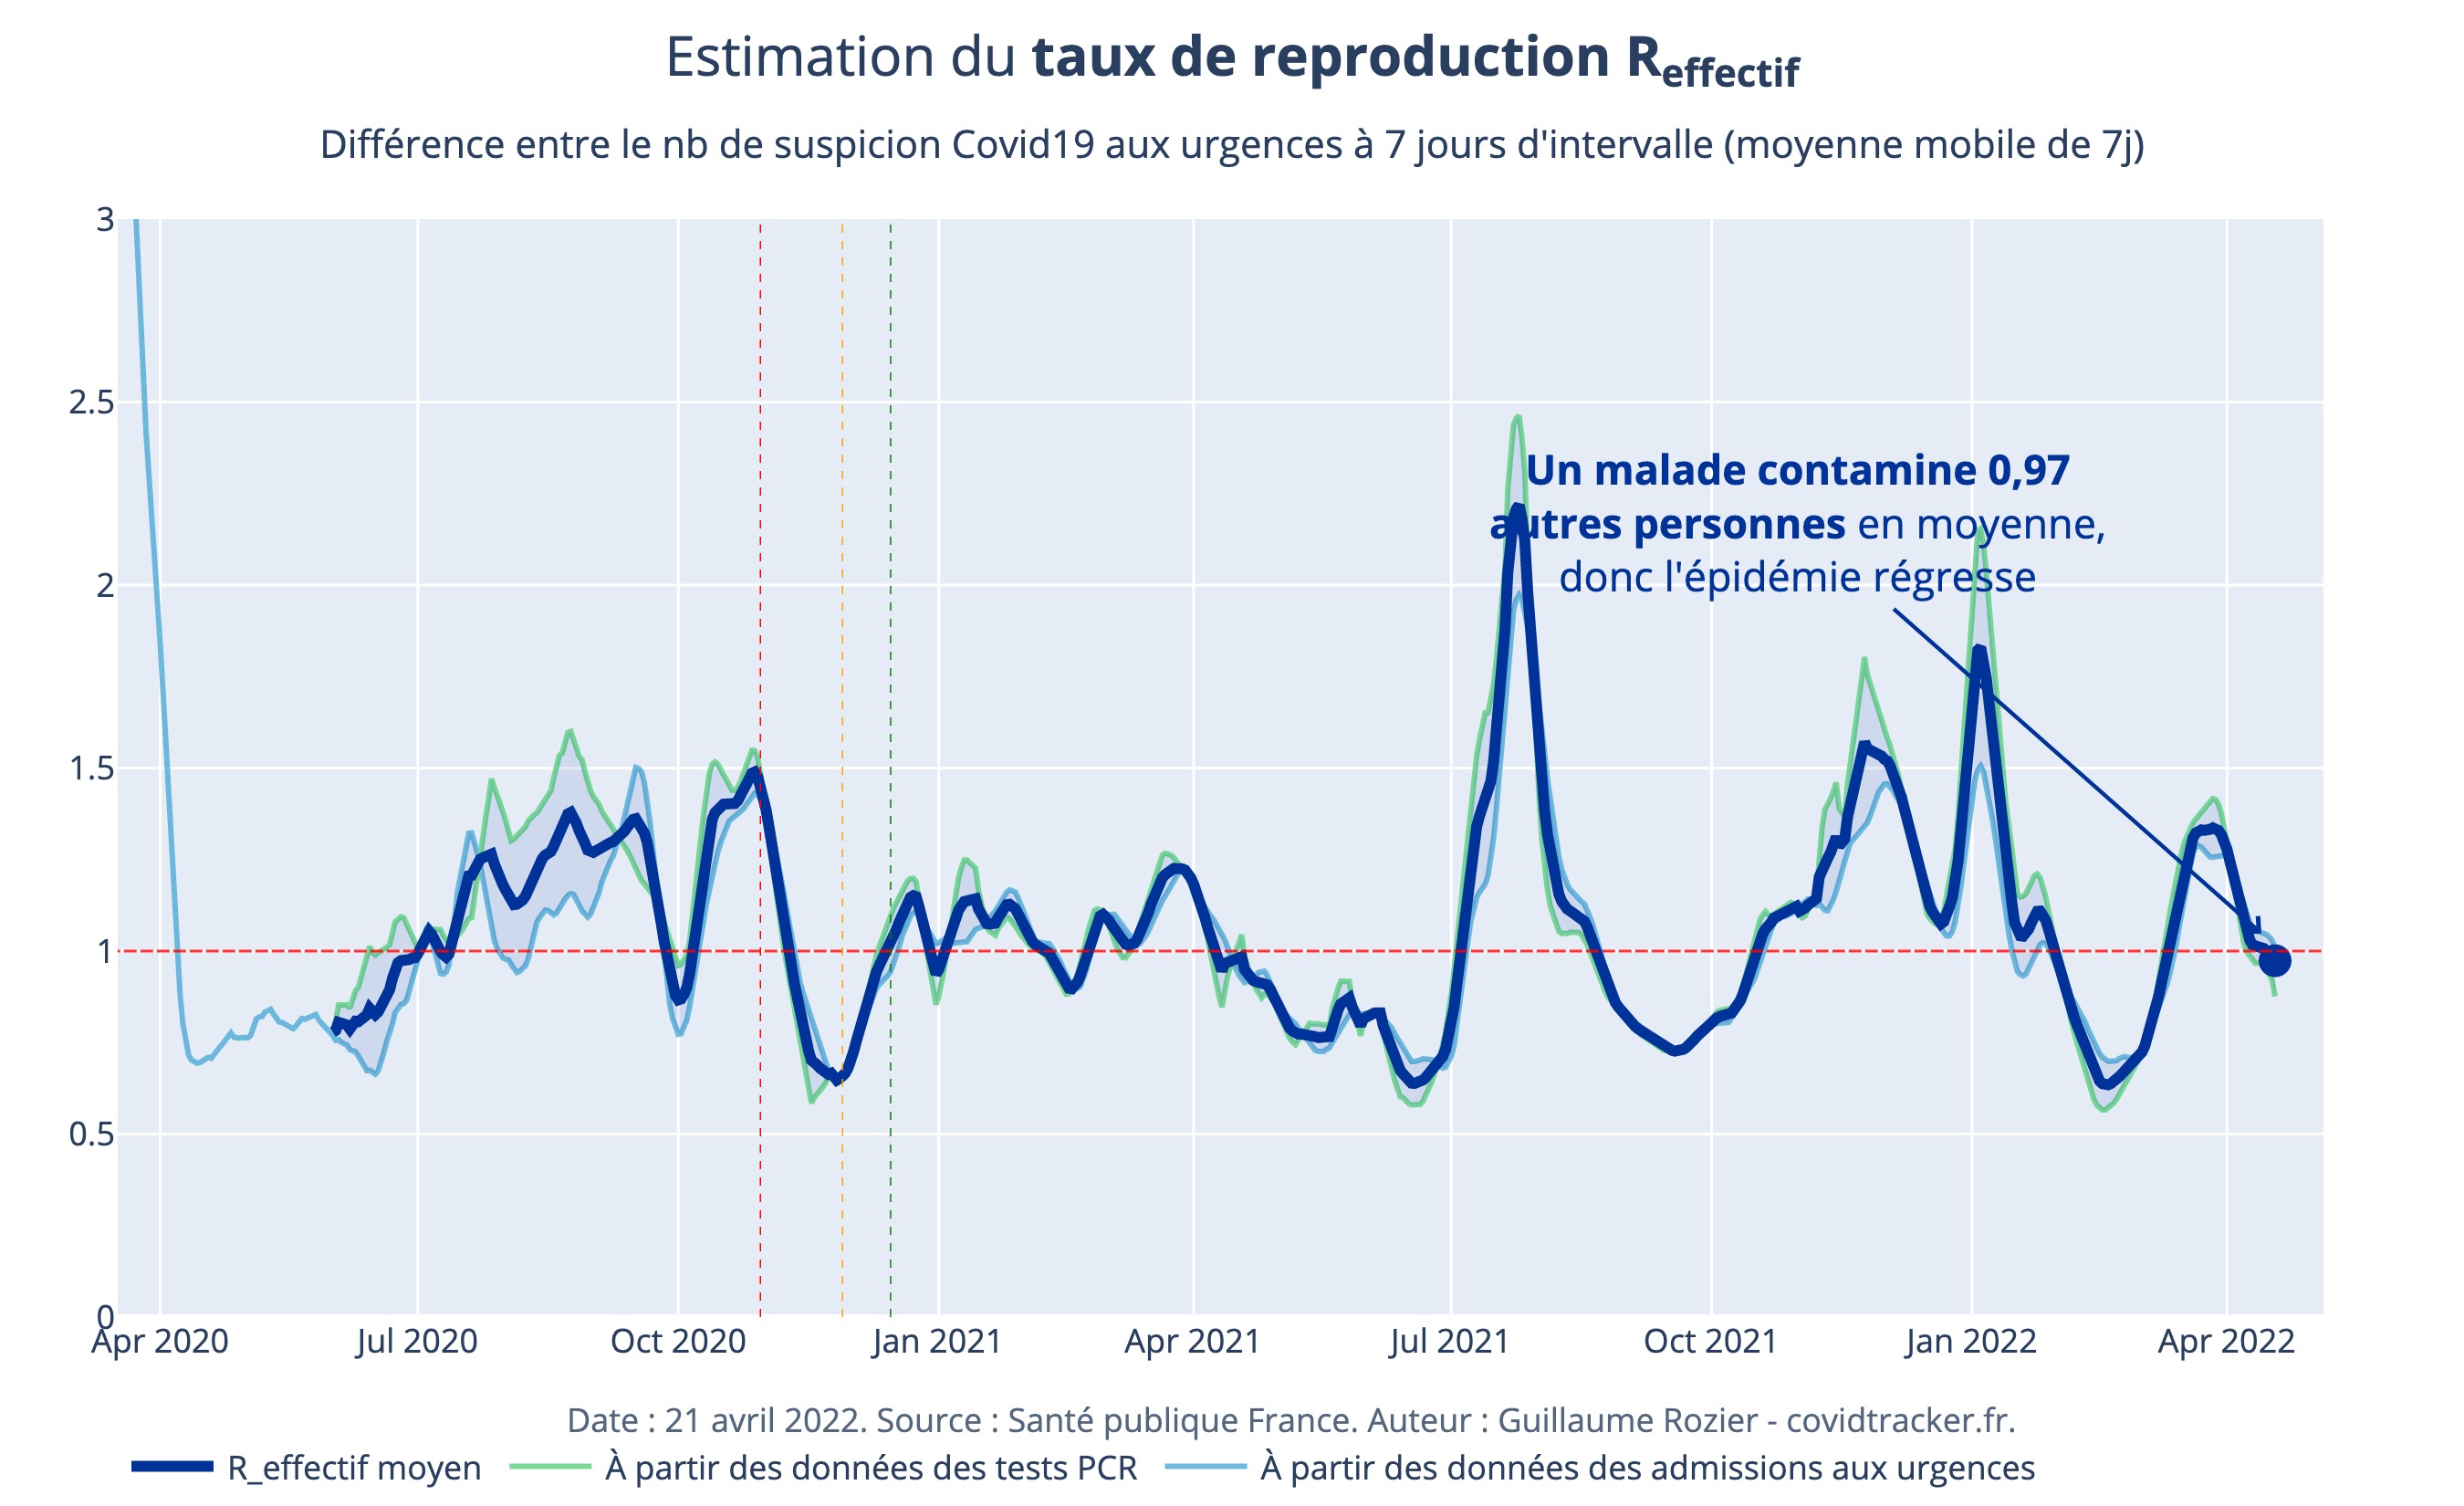 Estimation du taux de reproduction Reffectif
Différence entre le nb de suspicion Covid19 aux urgences à 7 jours d'intervalle (moyenne mobile de 7j)
3
2.5
2
1.5
1
0.5
0
Un malade contamine 0,97
autres personnes en moyenne,
donc l'épidémie régresse
Apr 2020 Jul 2020 Oct 2020 Jan 2021 Apr 2021 Jul 2021 Oct 2021 Jan 2022 Apr 2022
Date : 21 avril 2022. Source : Santé publique France. Auteur : Guillaume Rozier - covidtracker.fr.
R_effectif moyen À partir des données des tests PCR À partir des données des admissions aux urgences